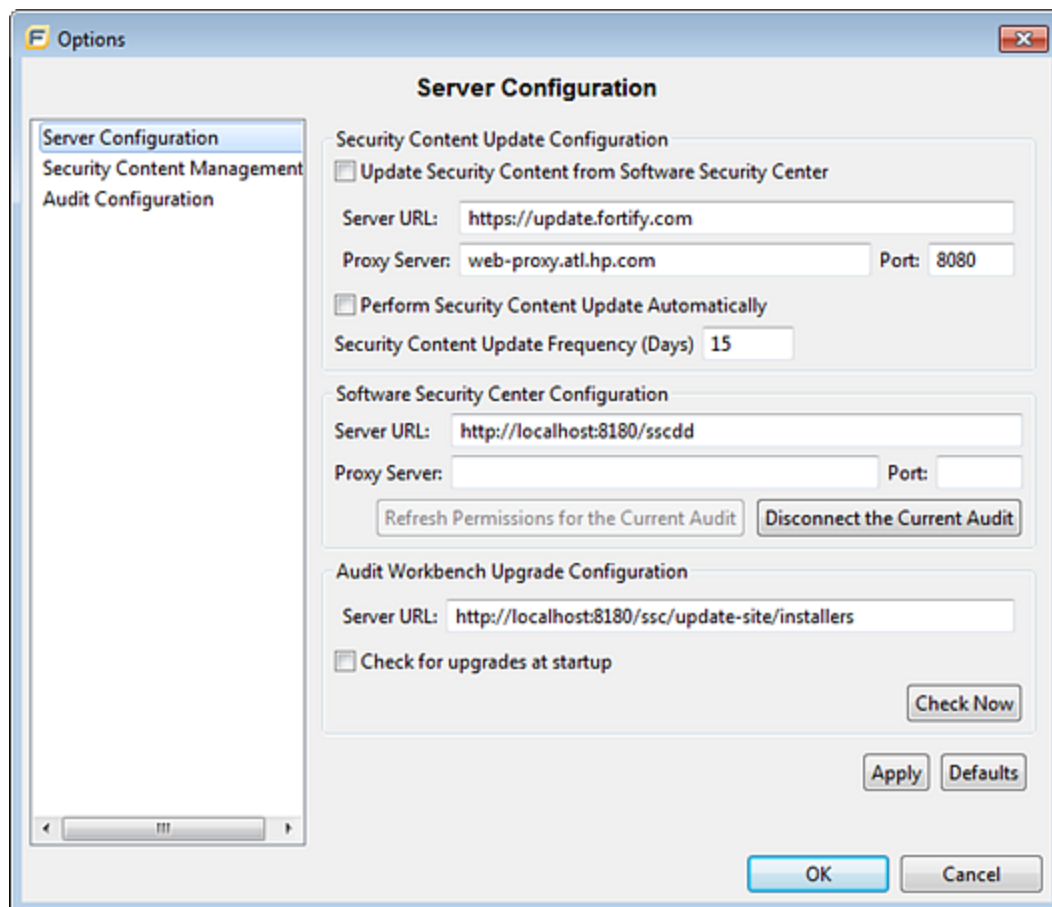 Options
Server Configuration
Server Configuration
Security Content Management
Audit Configuration
Security Content Update Configuration
Update Security Content from Software Security Center
Server URL: https://update.fortify.com
Proxy Server: web-proxy.atl.hp.com Port: 8080
Perform Security Content Update Automatically
Security Content Update Frequency (Days) 15
Software Security Center Configuration
Server URL: http://localhost:8180/sscdd
Proxy Server: Port:
Refresh Permissions for the Current Audit Disconnect the Current Audit
Audit Workbench Upgrade Configuration
Server URL: http://localhost:8180/ssc/update-site/installers
Check for upgrades at startup
Check Now
Apply Defaults
OK Cancel